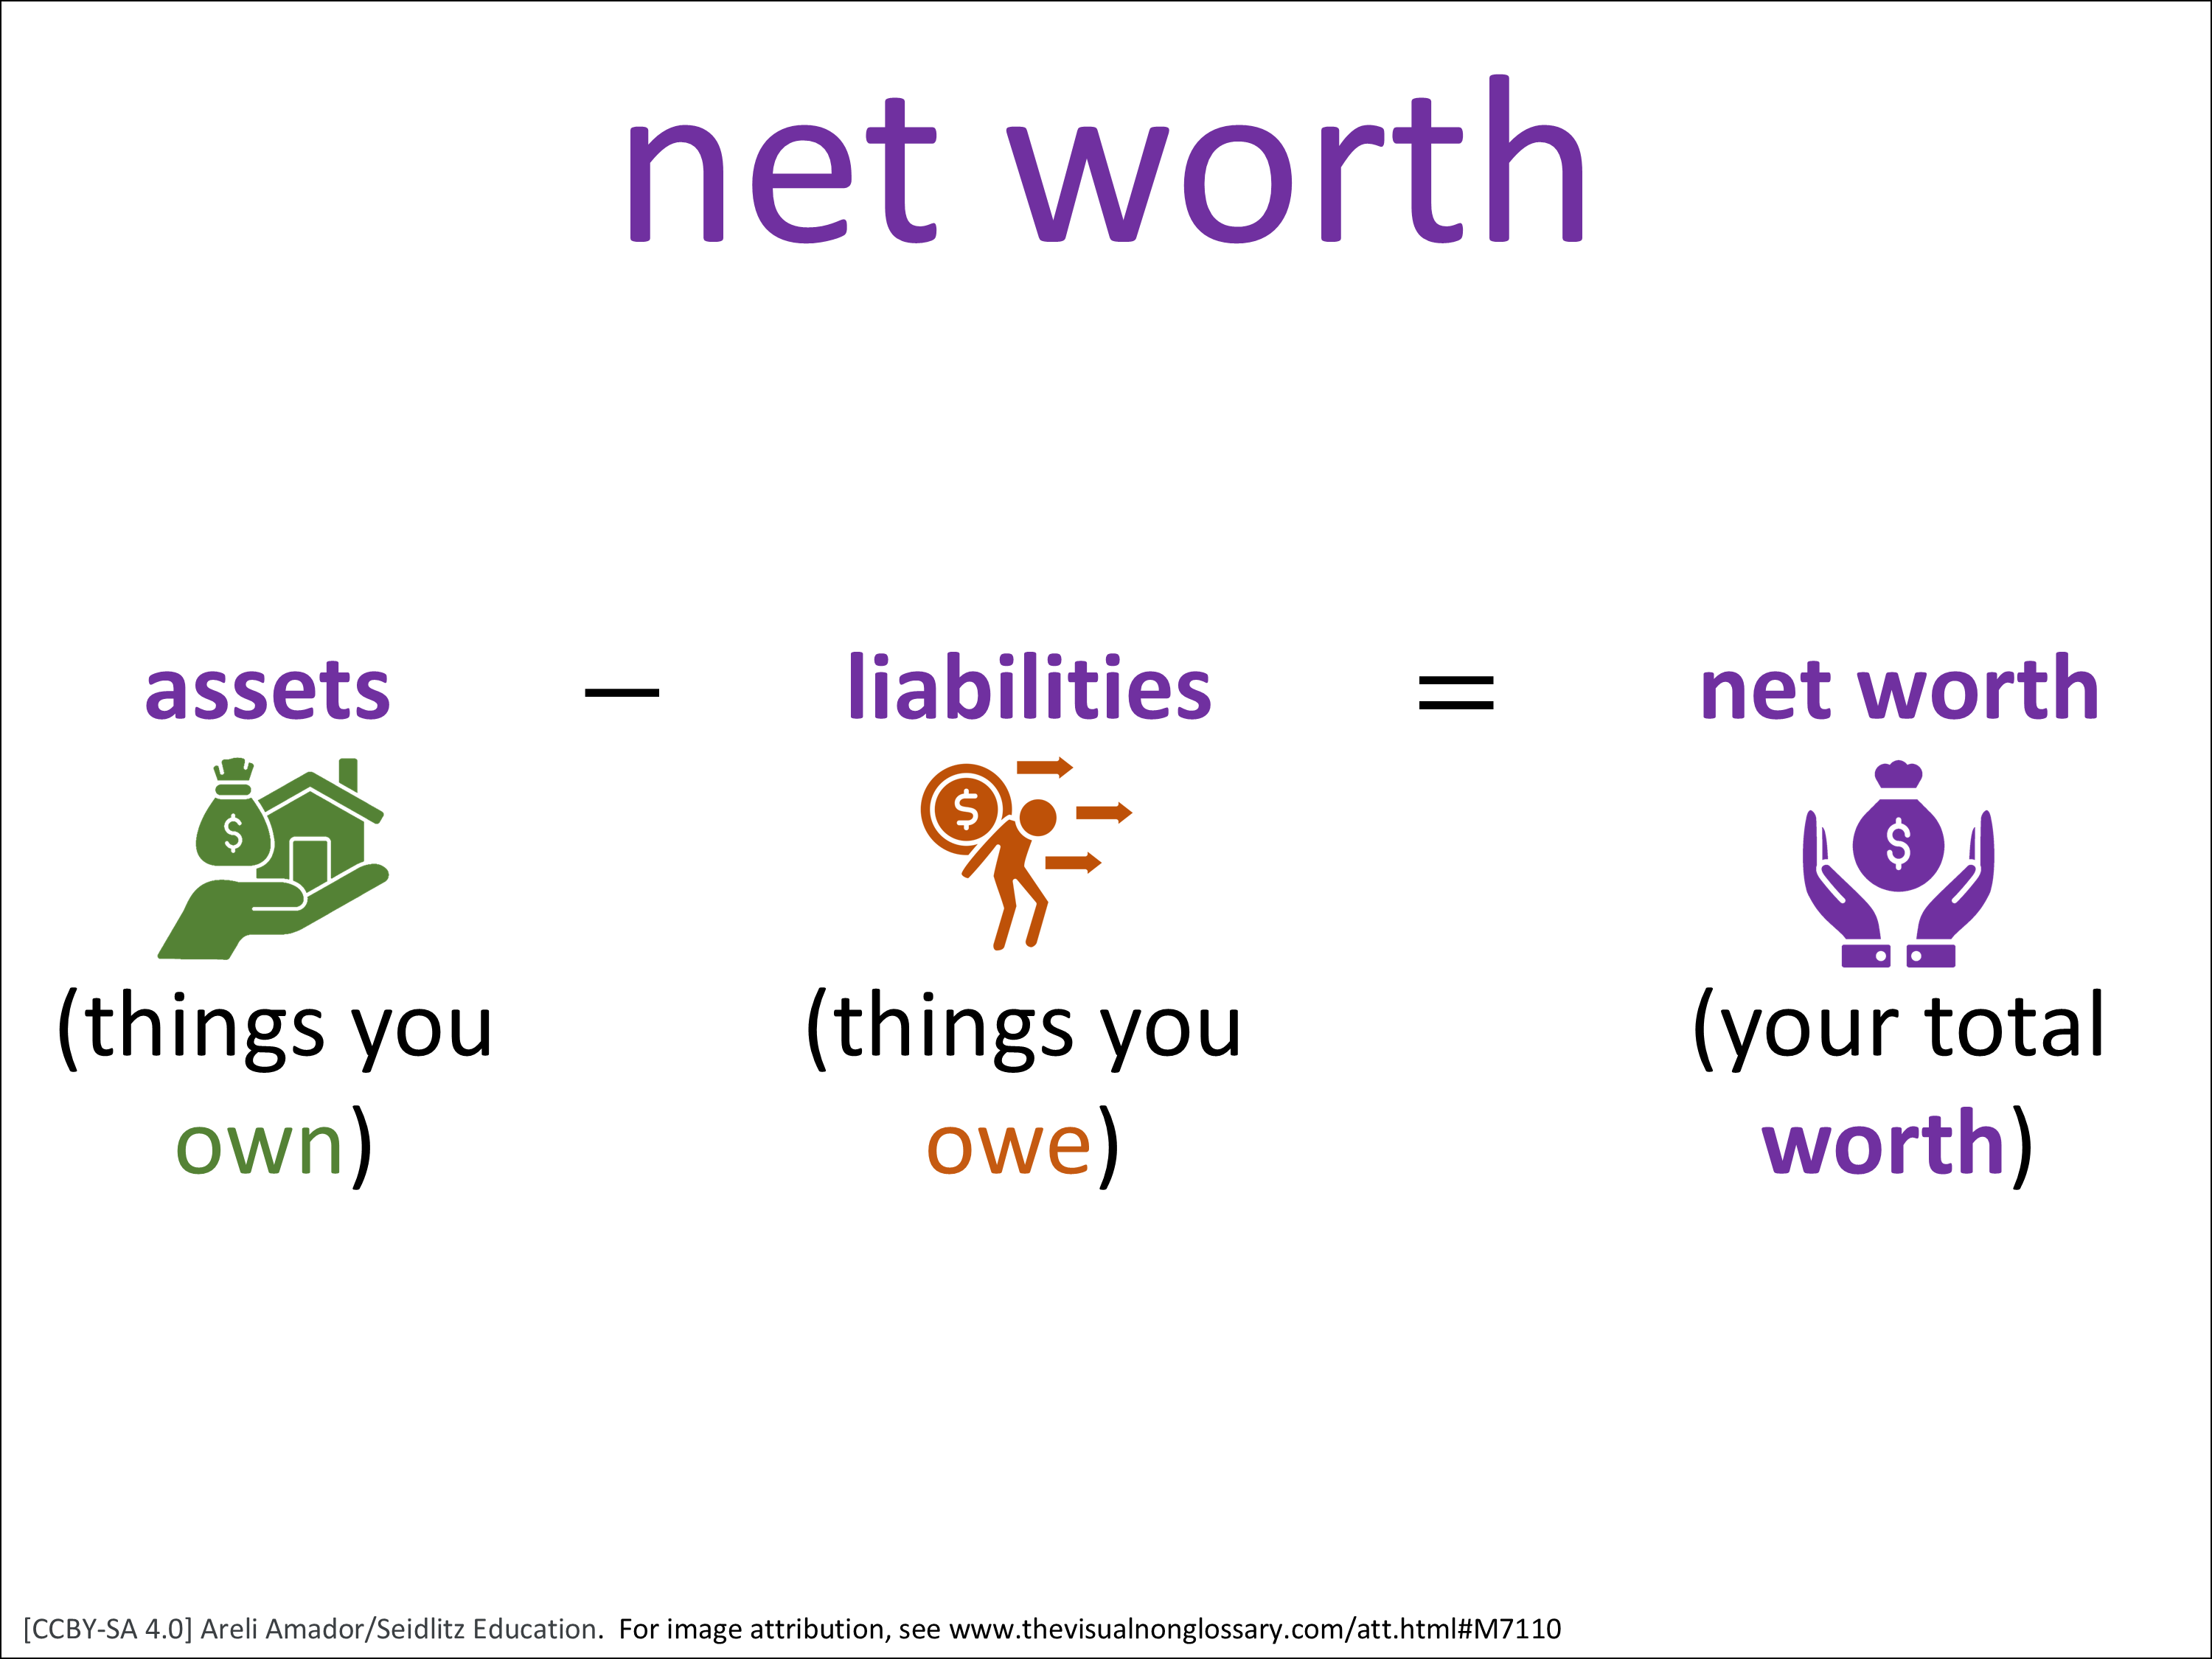 net worth
assets — liabilities = net worth
$ $ $
(things you (things you (your total
own) owe) worth)
[CCBY-SA 4.0] Areli Amador/Seidlitz Education. For image attribution, see www.thevisualnonglossary.com/att.html#M7110